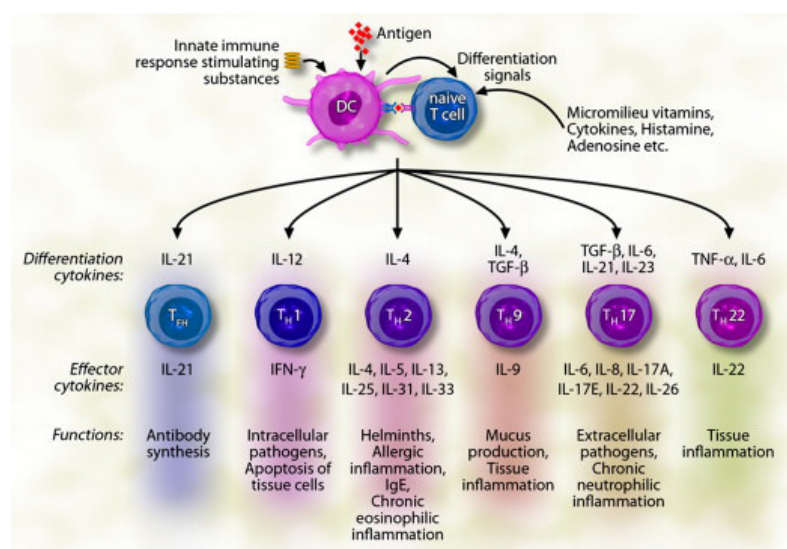 Antigen
Innate immune
response stimulating
substances
Differentiation
signals
DC
naive
T cell
Micromilieu vitamins,
Cytokines, Histamine,
Adenosine etc.
Differentiation
cytokines:
IL-21
IL-12
IL-4
IL-4,
TGF-β
TGF-β, IL-6,
IL-21, IL-23
TNF-α, IL-6
TFH
TH1
TH2
TH9
TH17
TH22
Effector
cytokines:
IL-21
IFN-γ
IL-4, IL-5, IL-13,
IL-25, IL-31, IL-33
IL-9
IL-6, IL-8, IL-17A,
IL-17E, IL-22, IL-26
IL-22
Functions:
Antibody
synthesis
Intracellular
pathogens,
Apoptosis of
tissue cells
Helminths,
Allergic
inflammation,
IgE,
Chronic
eosinophilic
inflammation
Mucus
production,
Tissue
inflammation
Extracellular
pathogens,
Chronic
neutrophilic
inflammation
Tissue
inflammation